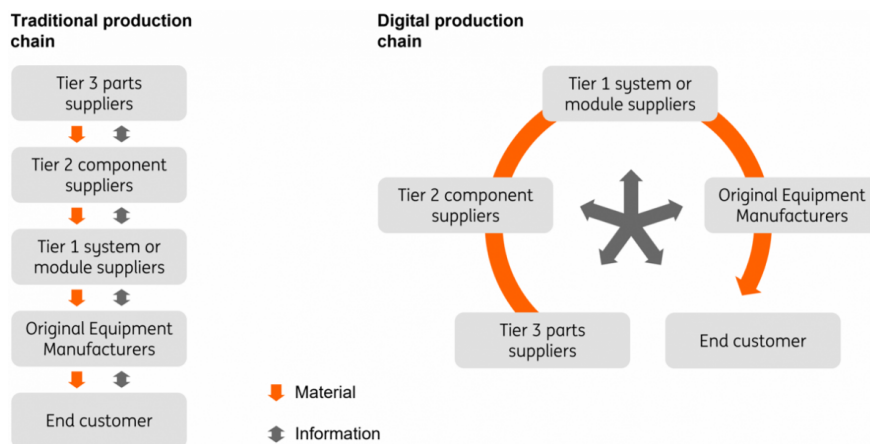 Traditional production
chain
Tier 3 parts
suppliers
Tier 2 component
suppliers
Tier 1 system or
module suppliers
Original Equipment
Manufacturers
End customer
Digital production
chain
Tier 1 system or
module suppliers
Tier 2 component
suppliers
Original Equipment
Manufacturers
Tier 3 parts
suppliers
End customer
Material
Information